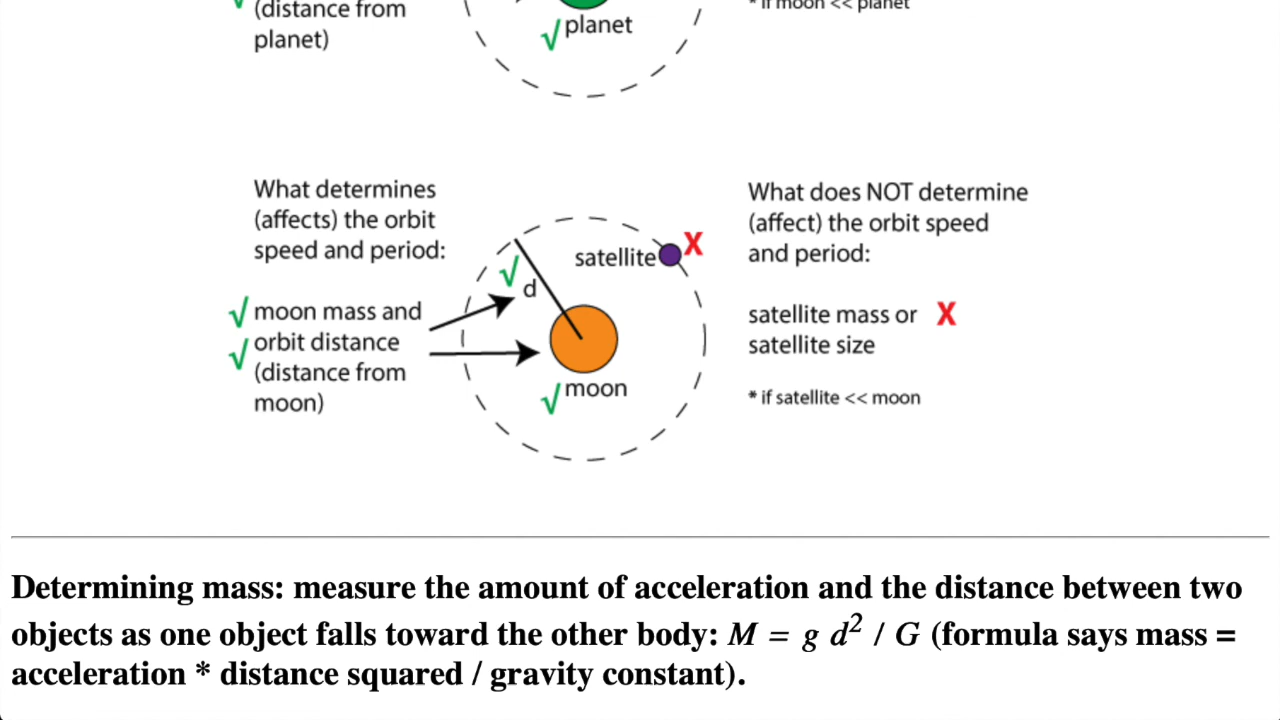 √ (distance from
planet)
√ planet
* if moon << planet
What determines
(affects) the orbit
speed and period:
√ moon mass and
√ orbit distance
(distance from
moon)
√
d
satellite X
√ moon
What does NOT determine
(affect) the orbit speed
and period:
satellite mass or X
satellite size
* if satellite << moon
Determining mass: measure the amount of acceleration and the distance between two
objects as one object falls toward the other body: M = g d² / G (formula says mass =
acceleration * distance squared / gravity constant).